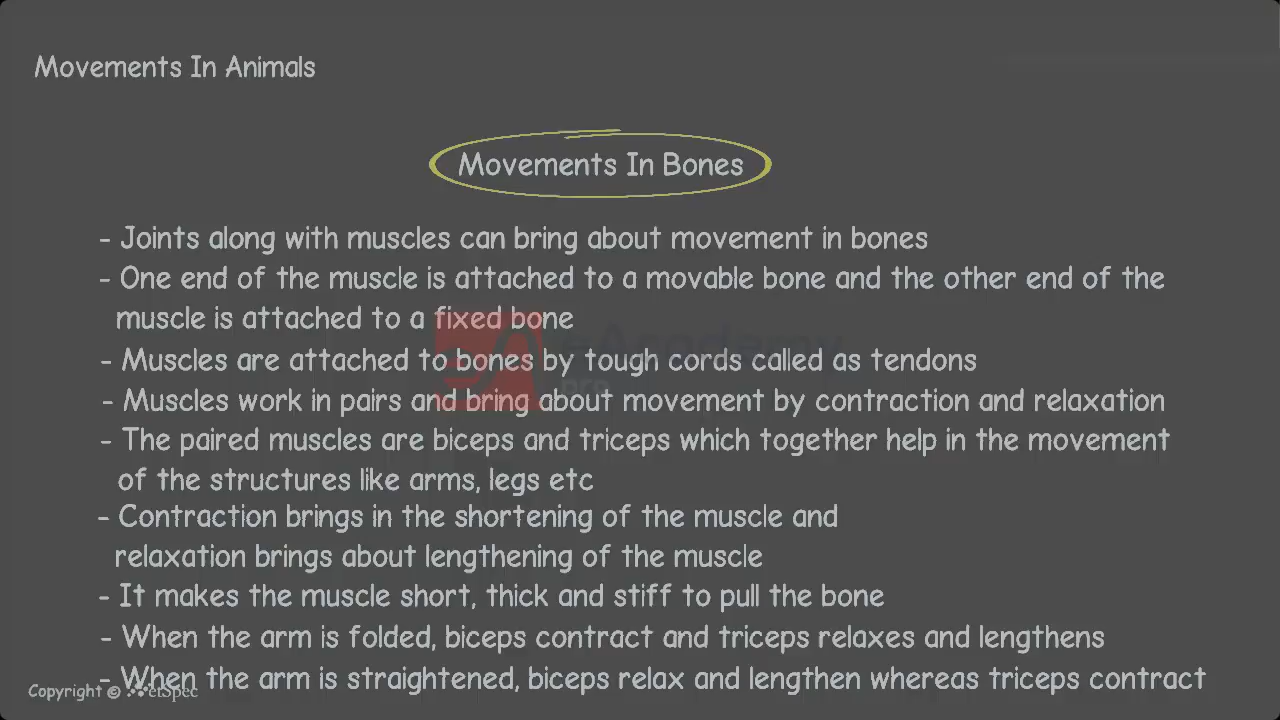 Movements In Animals
Movements In Bones
- Joints along with muscles can bring about movement in bones
- One end of the muscle is attached to a movable bone and the other end of the
muscle is attached to a fixed bone
- Muscles are attached to bones by tough cords called as tendons
- Muscles work in pairs and bring about movement by contraction and relaxation
- The paired muscles are biceps and triceps which together help in the movement
of the structures like arms, legs etc
- Contraction brings in the shortening of the muscle and
relaxation brings about lengthening of the muscle
- It makes the muscle short, thick and stiff to pull the bone
- When the arm is folded, biceps contract and triceps relaxes and lengthens
- When the arm is straightened, biceps relax and lengthen whereas triceps contract
eAcademy
pro
Copyright ©